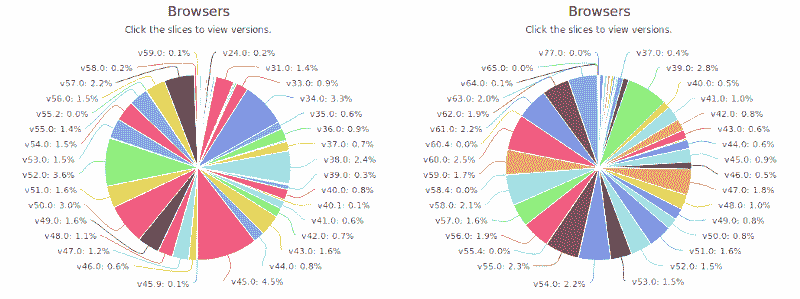 Browsers
Click the slices to view versions.
v59.0: 0.1%
v58.0: 0.2%
v57.0: 2.2%
v56.0: 1.5%
v55.2: 0.0%
v55.0: 1.4%
v54.0: 1.5%
v53.0: 1.5%
v52.0: 3.6%
v51.0: 1.6%
v50.0: 3.0%
v49.0: 1.6%
v48.0: 1.1%
v47.0: 1.2%
v46.0: 0.6%
v45.9: 0.1%
v24.0: 0.2%
v31.0: 1.4%
v33.0: 0.9%
v34.0: 3.3%
v35.0: 0.6%
v36.0: 0.9%
v37.0: 0.7%
v38.0: 2.4%
v39.0: 0.3%
v40.0: 0.8%
v40.1: 0.1%
v41.0: 0.6%
v42.0: 0.7%
v43.0: 1.6%
v44.0: 0.8%
v45.0: 4.5%
Browsers
Click the slices to view versions.
v77.0: 0.0%
v65.0: 0.0%
v64.0: 0.1%
v63.0: 2.0%
v62.0: 1.9%
v61.0: 2.2%
v60.4: 0.0%
v60.0: 2.5%
v59.0: 1.7%
v58.4: 0.0%
v58.0: 2.1%
v57.0: 1.6%
v56.0: 1.9%
v55.4: 0.0%
v55.0: 2.3%
v54.0: 2.2%
v37.0: 0.4%
v39.0: 2.8%
v40.0: 0.5%
v41.0: 1.0%
v42.0: 0.8%
v43.0: 0.6%
v44.0: 0.6%
v45.0: 0.9%
v46.0: 0.5%
v47.0: 1.8%
v48.0: 1.0%
v49.0: 0.8%
v50.0: 0.8%
v51.0: 1.6%
v52.0: 1.5%
v53.0: 1.5%